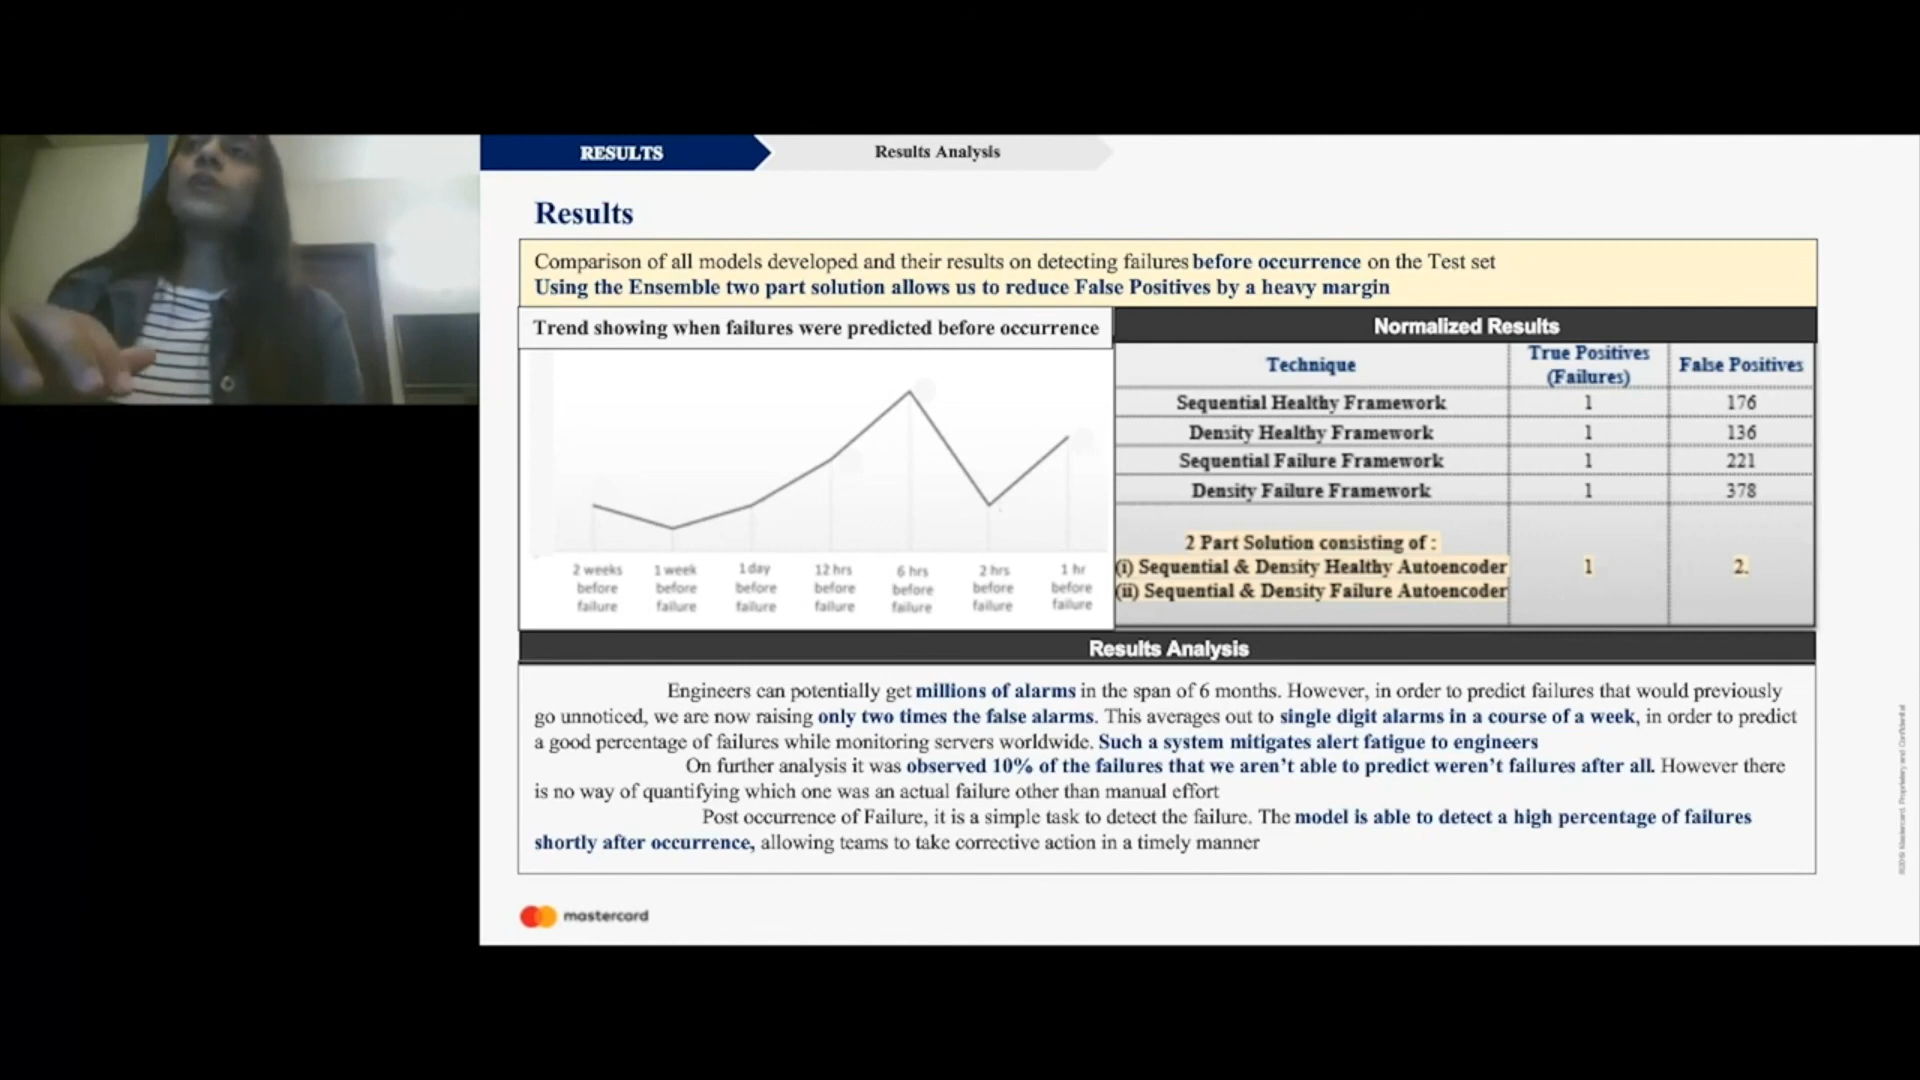 RESULTS
Results Analysis
Results
Comparison of all models developed and their results on detecting failures before occurrence on the Test set
Using the Ensemble two part solution allows us to reduce False Positives by a heavy margin
Trend showing when failures were predicted before occurrence
2 weeks before failure
1 week before failure
1 day before failure
12 hrs before failure
6 hrs before failure
2 hrs before failure
1 hr before failure
Normalized Results
Technique
True Positives
(Failures)
False Positives
Sequential Healthy Framework 1 176
Density Healthy Framework 1 136
Sequential Failure Framework 1 221
Density Failure Framework 1 378
2 Part Solution consisting of :
(i) Sequential & Density Healthy Autoencoder 1 2.
(ii) Sequential & Density Failure Autoencoder
Results Analysis
Engineers can potentially get millions of alarms in the span of 6 months. However, in order to predict failures that would previously
go unnoticed, we are now raising only two times the false alarms. This averages out to single digit alarms in a course of a week, in order to predict
a good percentage of failures while monitoring servers worldwide. Such a system mitigates alert fatigue to engineers
On further analysis it was observed 10% of the failures that we aren't able to predict weren't failures after all. However there
is no way of quantifying which one was an actual failure other than manual effort
Post occurrence of Failure, it is a simple task to detect the failure. The model is able to detect a high percentage of failures
shortly after occurrence, allowing teams to take corrective action in a timely manner
mastercard
Mastercard. Proprietary and Confidential